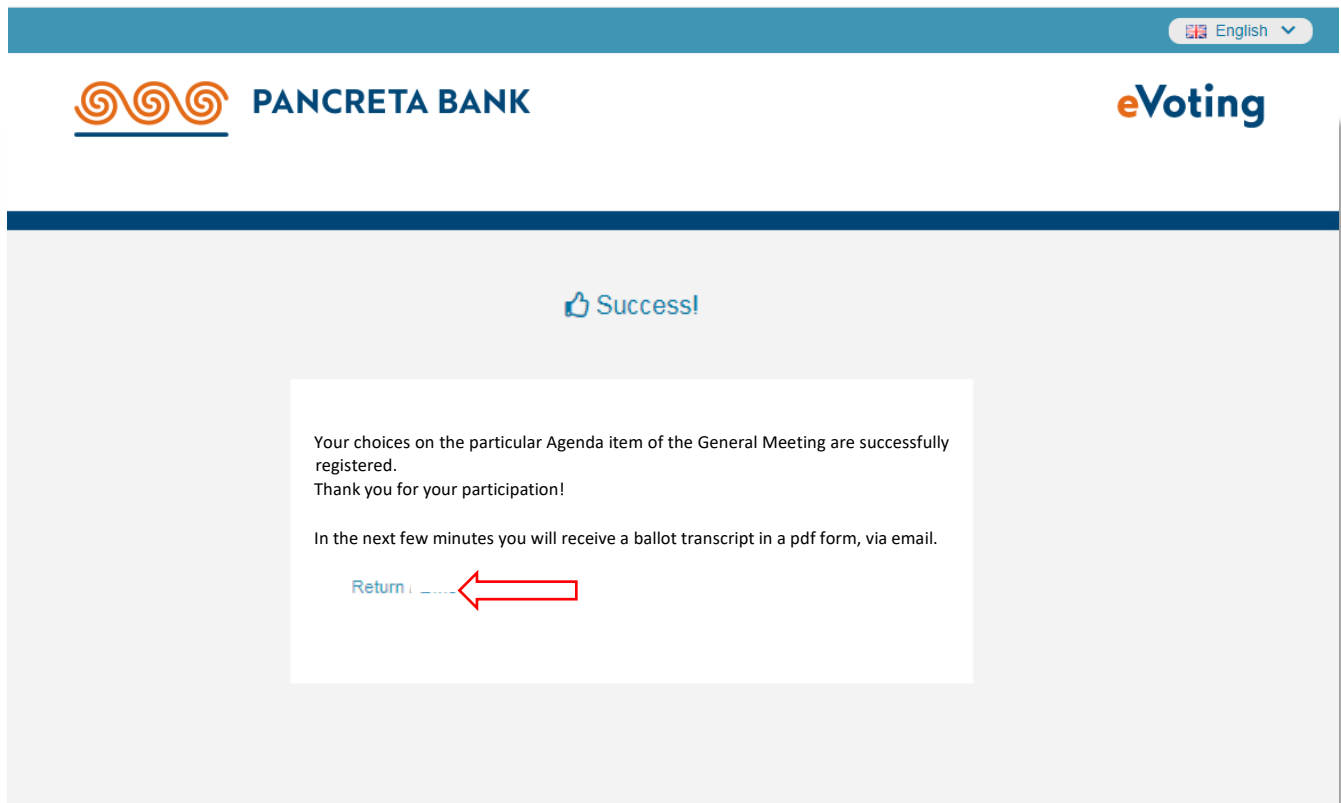 English
PANCRETA BANK
eVoting
Success!
Your choices on the particular Agenda item of the General Meeting are successfully
registered.
Thank you for your participation!
In the next few minutes you will receive a ballot transcript in a pdf form, via email.
Return